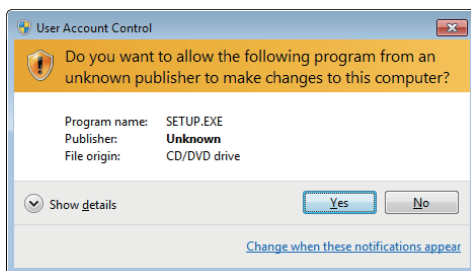 User Account Control
Do you want to allow the following program from an
unknown publisher to make changes to this computer?
Program name: SETUP.EXE
Publisher: Unknown
File origin: CD/DVD drive
Show details
Yes
No
Change when these notifications appear